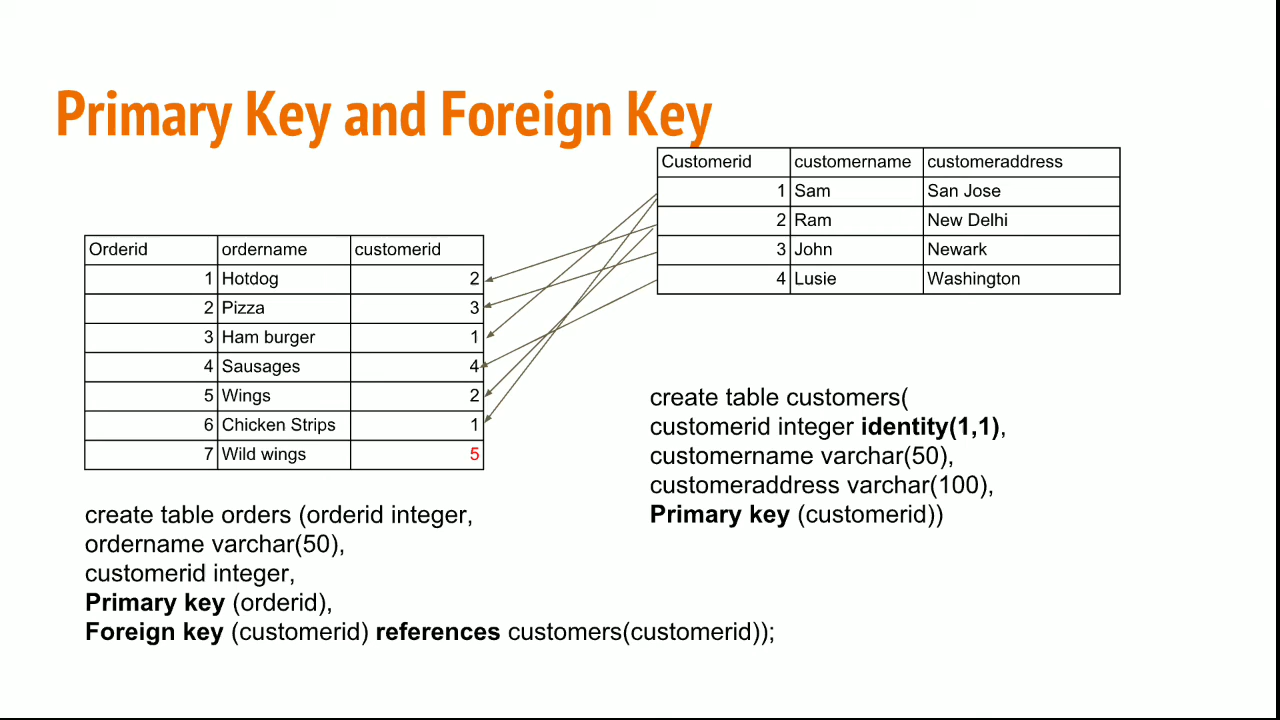 Primary Key and Foreign Key
Customerid customername customeraddress
1 Sam San Jose
2 Ram New Delhi
3 John Newark
4 Lusie Washington
Orderid ordername customerid
1 Hotdog 2
2 Pizza 3
3 Ham burger 1
4 Sausages 4
5 Wings 2
6 Chicken Strips 1
7 Wild wings 5
create table customers(
customerid integer identity(1,1),
customername varchar(50),
customeraddress varchar(100),
Primary key (customerid))
create table orders (orderid integer,
ordername varchar(50),
customerid integer,
Primary key (orderid),
Foreign key (customerid) references customers(customerid));